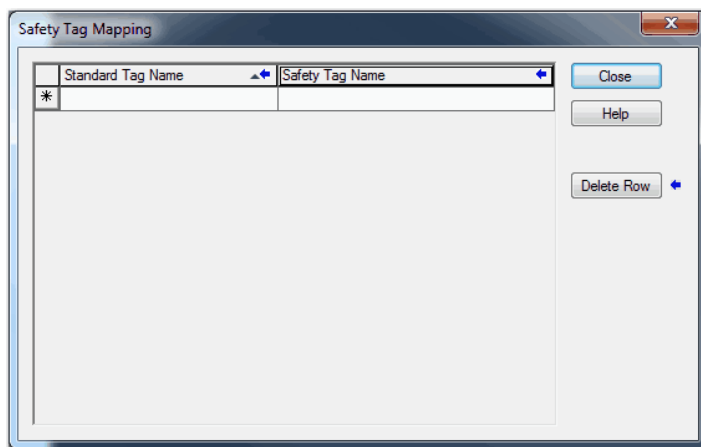 Safety Tag Mapping
Standard Tag Name Safety Tag Name
Close
Help
Delete Row